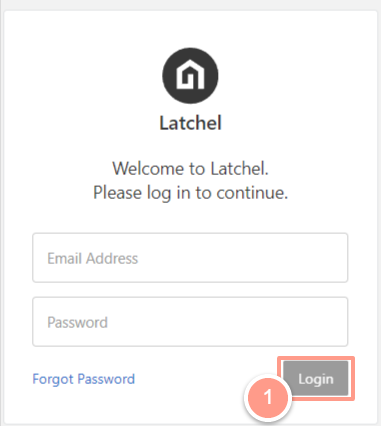 Latchel
Welcome to Latchel.
Please log in to continue.
Email Address
Password
Forgot Password
Login
1